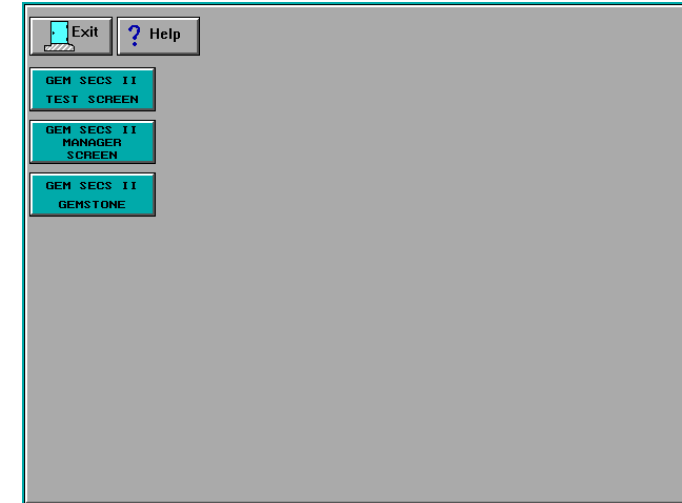 Exit
? Help
GEM SECS II
TEST SCREEN
GEM SECS II
MANAGER
SCREEN
GEM SECS II
GEMSTONE